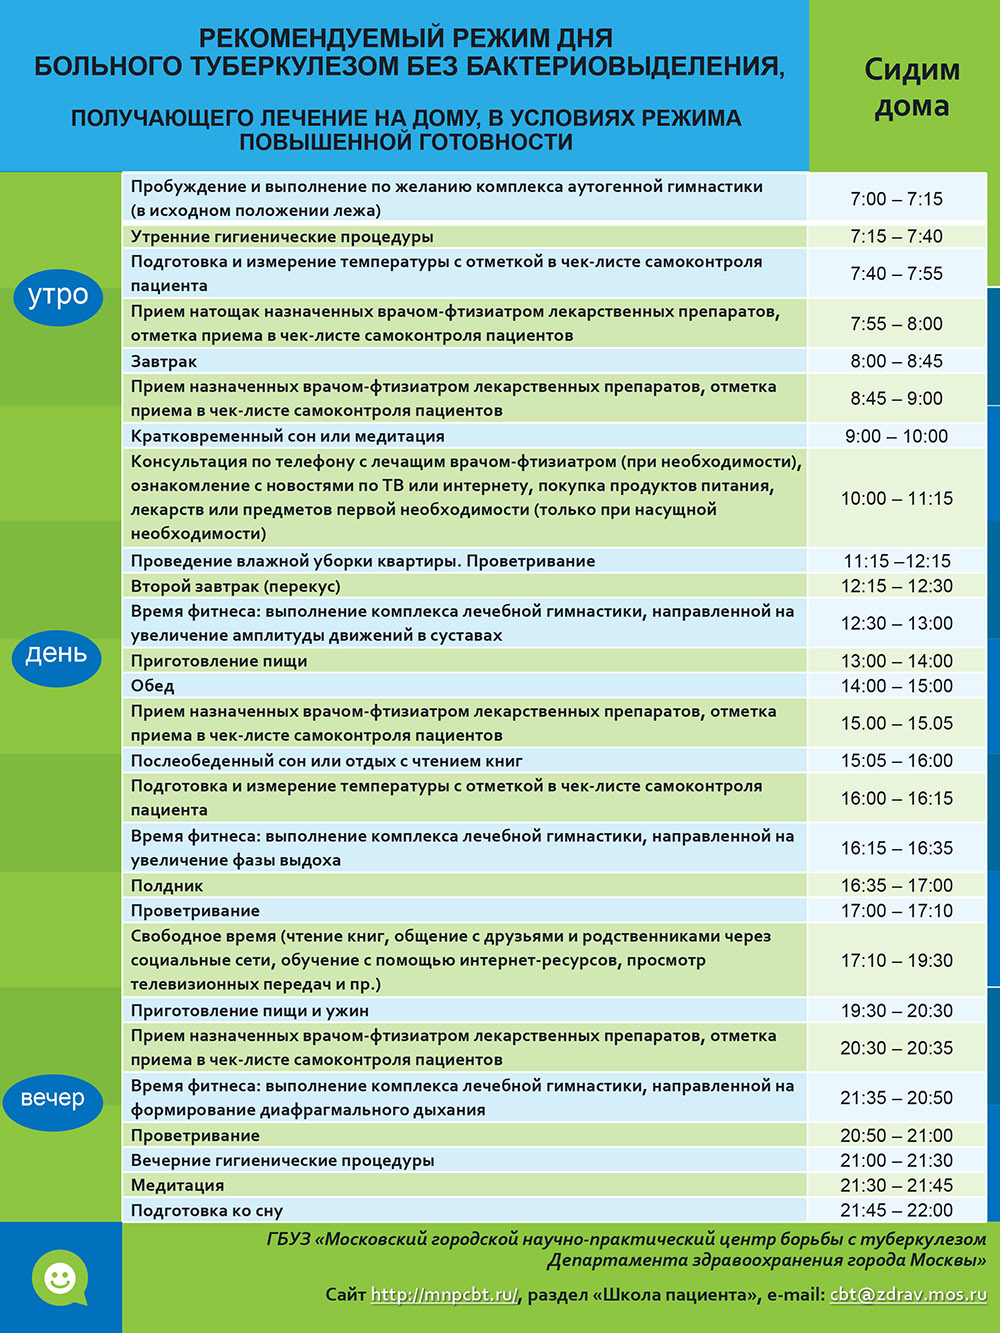 РЕКОМЕНДУЕМЫЙ РЕЖИМ ДНЯ
БОЛЬНОГО ТУБЕРКУЛЕЗОМ БЕЗ БАКТЕРИОВЫДЕЛЕНИЯ,
ПОЛУЧАЮЩЕГО ЛЕЧЕНИЕ НА ДОМУ, В УСЛОВИЯХ РЕЖИМА
ПОВЫШЕННОЙ ГОТОВНОСТИ
Сидим
дома
утро
Пробуждение и выполнение по желанию комплекса аутогенной гимнастики
(в исходном положении лежа)
7:00 – 7:15
Утренние гигиенические процедуры
7:15 – 7:40
Подготовка и измерение температуры с отметкой в чек-листе самоконтроля
пациента
7:40 – 7:55
Прием натощак назначенных врачом-фтизиатром лекарственных препаратов,
отметка приема в чек-листе самоконтроля пациентов
7:55 – 8:00
Завтрак
8:00 – 8:45
Прием назначенных врачом-фтизиатром лекарственных препаратов, отметка
приема в чек-листе самоконтроля пациентов
8:45 – 9:00
Кратковременный сон или медитация
9:00 – 10:00
Консультация по телефону с лечащим врачом-фтизиатром (при необходимости),
ознакомление с новостями по ТВ или интернету, покупка продуктов питания,
лекарств или предметов первой необходимости (только при насущной
необходимости)
10:00 – 11:15
день
Проведение влажной уборки квартиры. Проветривание
11:15 –12:15
Второй завтрак (перекус)
12:15 – 12:30
Время фитнеса: выполнение комплекса лечебной гимнастики, направленной на
увеличение амплитуды движений в суставах
12:30 – 13:00
Приготовление пищи
13:00 – 14:00
Обед
14:00 – 15:00
Прием назначенных врачом-фтизиатром лекарственных препаратов, отметка
приема в чек-листе самоконтроля пациентов
15.00 – 15.05
Послеобеденный сон или отдых с чтением книг
15:05 – 16:00
Подготовка и измерение температуры с отметкой в чек-листе самоконтроля
пациента
16:00 – 16:15
Время фитнеса: выполнение комплекса лечебной гимнастики, направленной на
увеличение фазы выдоха
16:15 – 16:35
Полдник
16:35 – 17:00
Проветривание
17:00 – 17:10
Свободное время (чтение книг, общение с друзьями и родственниками через
социальные сети, обучение с помощью интернет-ресурсов, просмотр
телевизионных передач и пр.)
17:10 – 19:30
вечер
Приготовление пищи и ужин
19:30 – 20:30
Прием назначенных врачом-фтизиатром лекарственных препаратов, отметка
приема в чек-листе самоконтроля пациентов
20:30 – 20:35
Время фитнеса: выполнение комплекса лечебной гимнастики, направленной на
формирование диафрагмального дыхания
21:35 – 20:50
Проветривание
20:50 – 21:00
Вечерние гигиенические процедуры
21:00 – 21:30
Медитация
21:30 – 21:45
Подготовка ко сну
21:45 – 22:00
ГБУЗ «Московский городской научно-практический центр борьбы с туберкулезом
Департамента здравоохранения города Москвы»
Сайт http://mnpcbt.ru/, раздел «Школа пациента», e-mail: cbt@zdrav.mos.ru